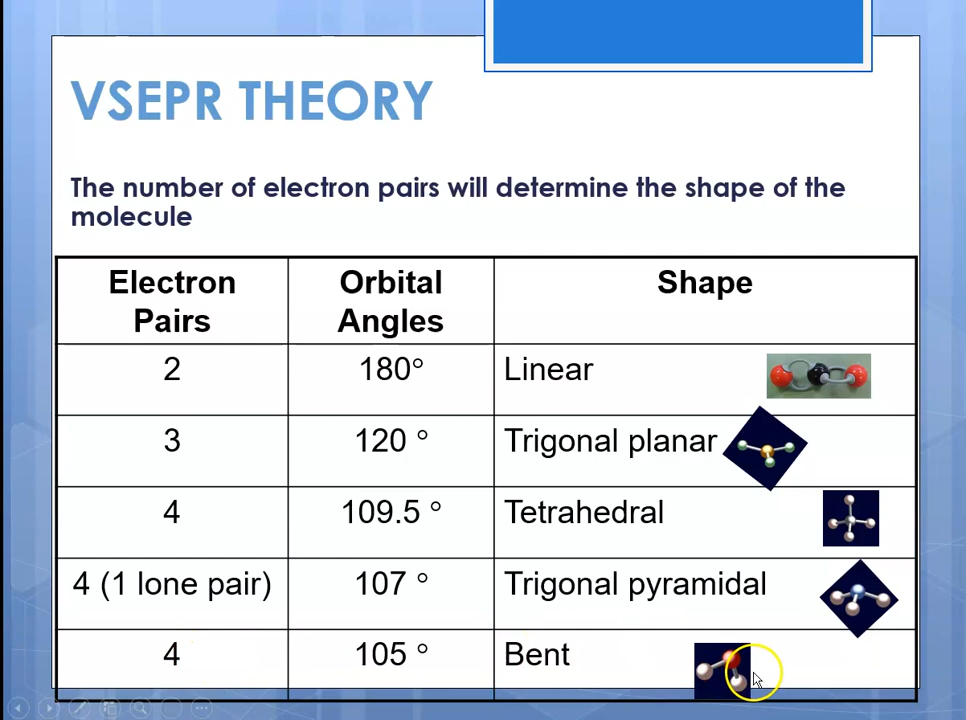 VSEPR THEORY
The number of electron pairs will determine the shape of the
molecule
Electron Pairs Orbital Angles Shape
2 180° Linear
3 120 ° Trigonal planar
4 109.5 ° Tetrahedral
4 (1 lone pair) 107 ° Trigonal pyramidal
4 105 ° Bent